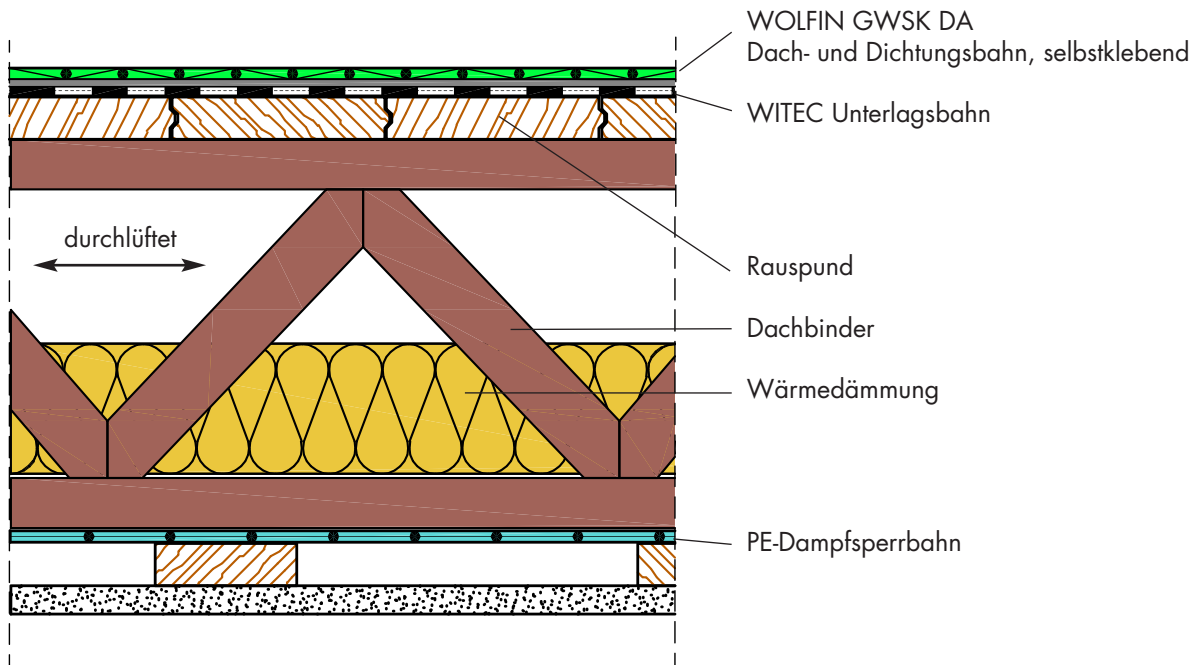 WOLFIN GWSK DA
Dach- und Dichtungsbahn, selbstklebend
WITEC Unterlagsbahn
durchlüftet
Rauspund
Dachbinder
Wärmedämmung
PE-Dampfsperrbahn